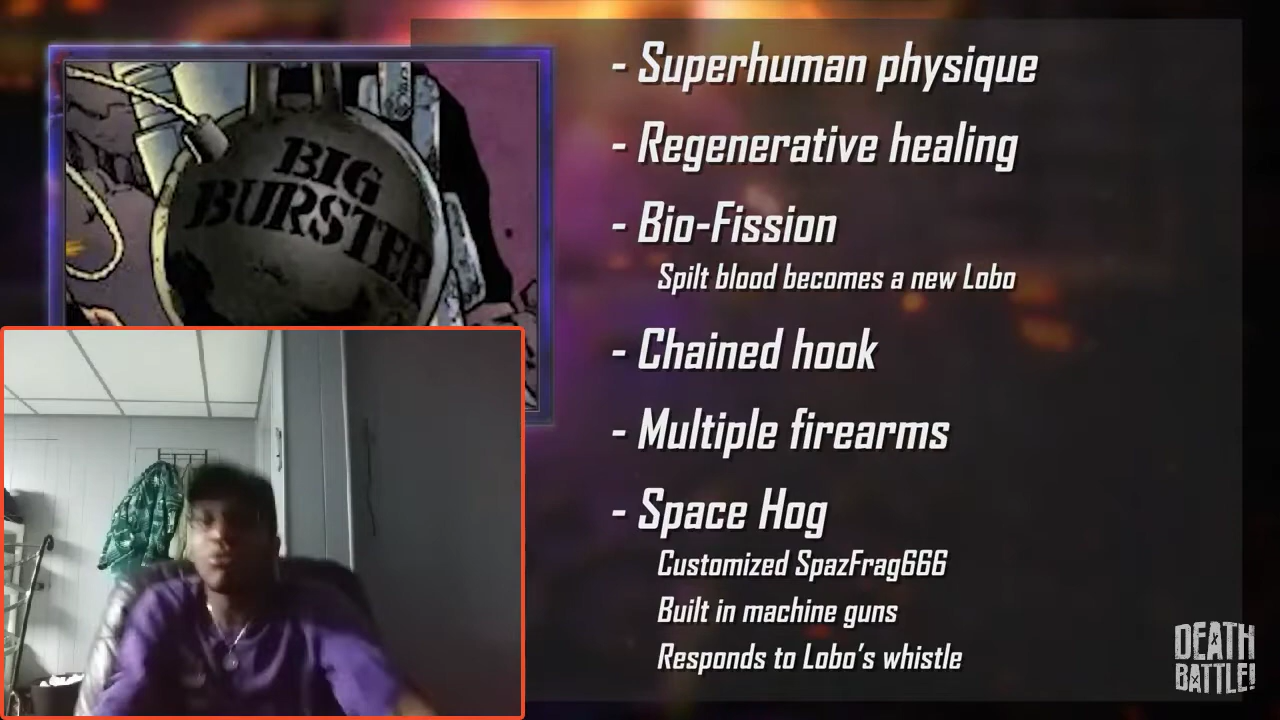 BIG
BURSTER
- Superhuman physique
- Regenerative healing
- Bio-Fission
Spilt blood becomes a new Lobo
- Chained hook
- Multiple firearms
- Space Hog
Customized SpazFrag666
Built in machine guns
Responds to Lobo's whistle
DEATH
BATTLE!